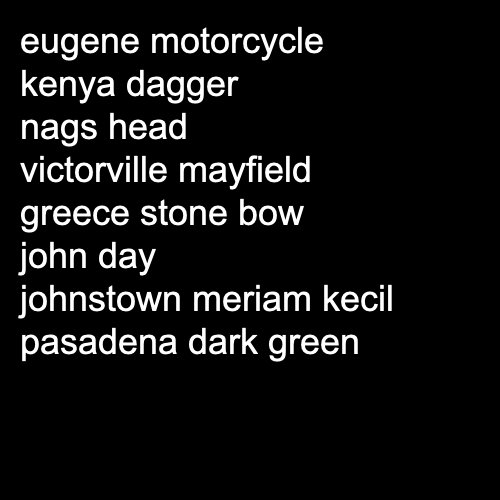 eugene motorcycle
kenya dagger
nags head
victorville mayfield
greece stone bow
john day
johnstown meriam kecil
pasadena dark green